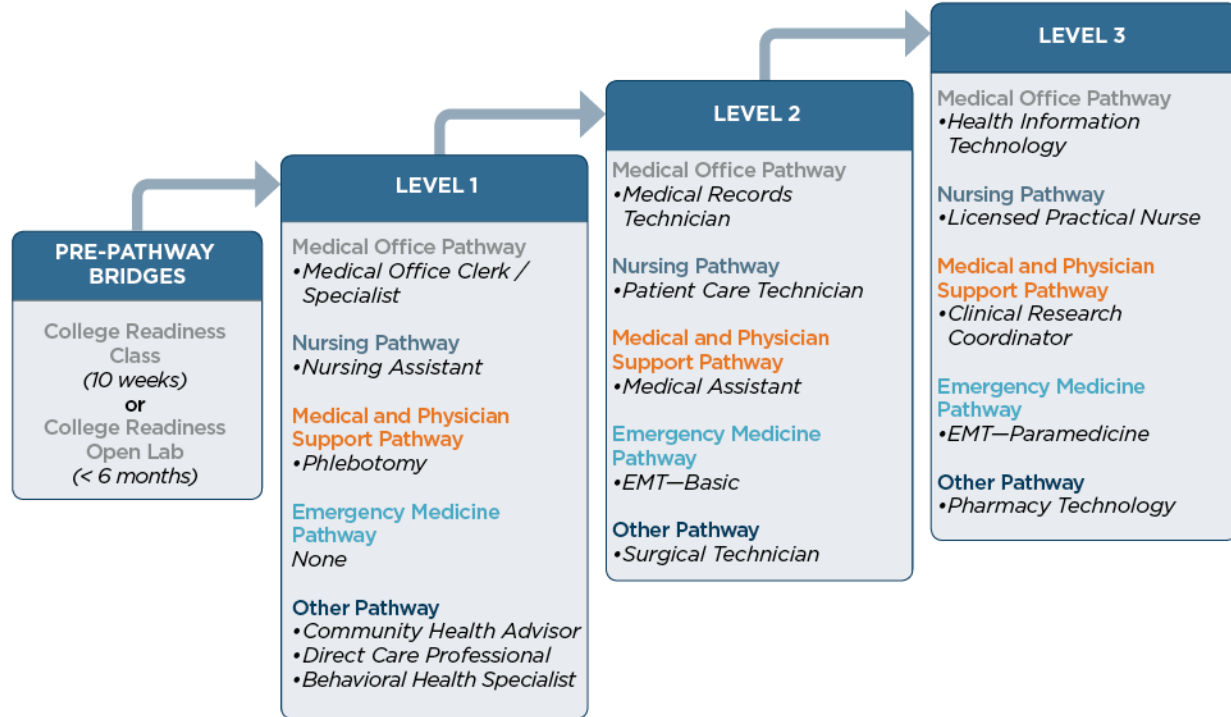 PRE-PATHWAY
BRIDGES
College Readiness
Class
(10 weeks)
or
College Readiness
Open Lab
(< 6 months)
LEVEL 1
Medical Office Pathway
•Medical Office Clerk /
Specialist
Nursing Pathway
•Nursing Assistant
Medical and Physician
Support Pathway
•Phlebotomy
Emergency Medicine
Pathway
None
Other Pathway
•Community Health Advisor
•Direct Care Professional
•Behavioral Health Specialist
LEVEL 2
Medical Office Pathway
•Medical Records
Technician
Nursing Pathway
•Patient Care Technician
Medical and Physician
Support Pathway
•Medical Assistant
Emergency Medicine
Pathway
•EMT—Basic
Other Pathway
•Surgical Technician
LEVEL 3
Medical Office Pathway
•Health Information
Technology
Nursing Pathway
•Licensed Practical Nurse
Medical and Physician
Support Pathway
•Clinical Research
Coordinator
Emergency Medicine
Pathway
•EMT—Paramedicine
Other Pathway
•Pharmacy Technology